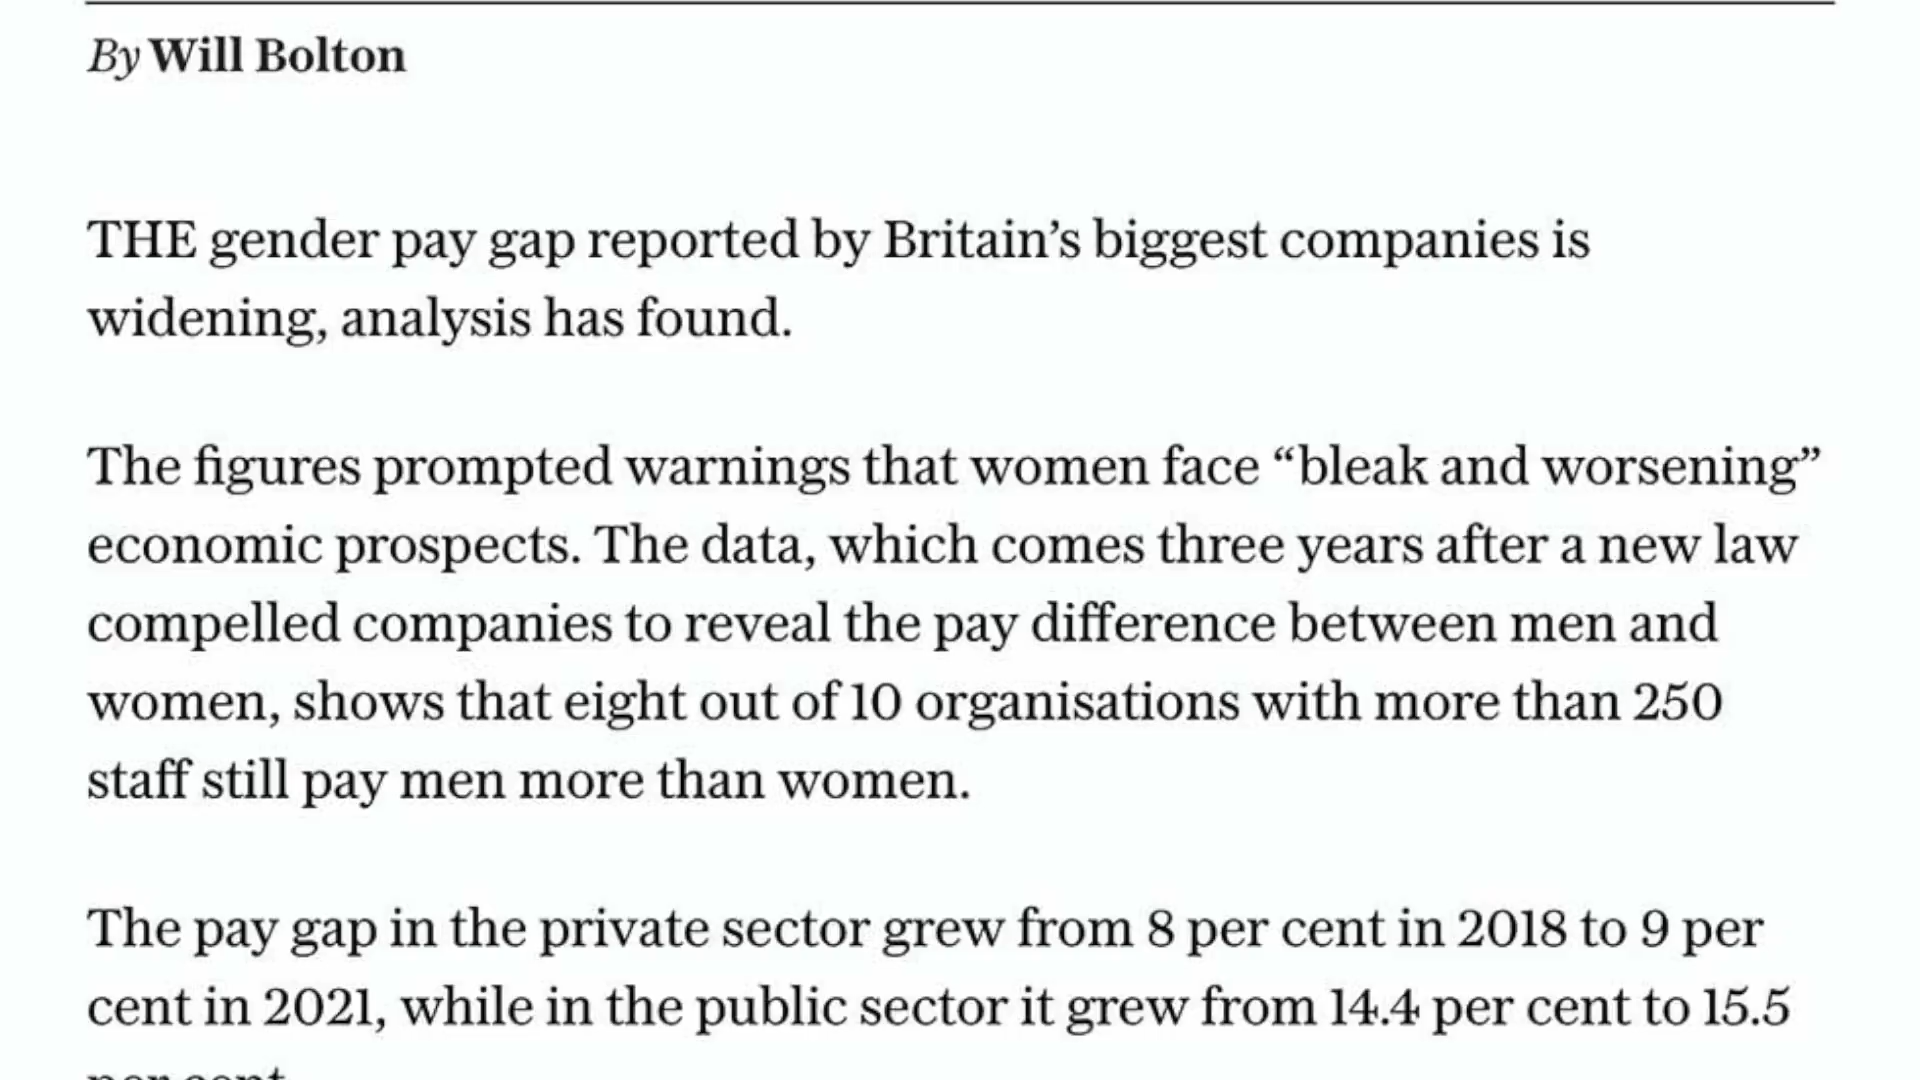 By Will Bolton
THE gender pay gap reported by Britain’s biggest companies is
widening, analysis has found.
The figures prompted warnings that women face “bleak and worsening”
economic prospects. The data, which comes three years after a new law
compelled companies to reveal the pay difference between men and
women, shows that eight out of 10 organisations with more than 250
staff still pay men more than women.
The pay gap in the private sector grew from 8 per cent in 2018 to 9 per
cent in 2021, while in the public sector it grew from 14.4 per cent to 15.5
per cent